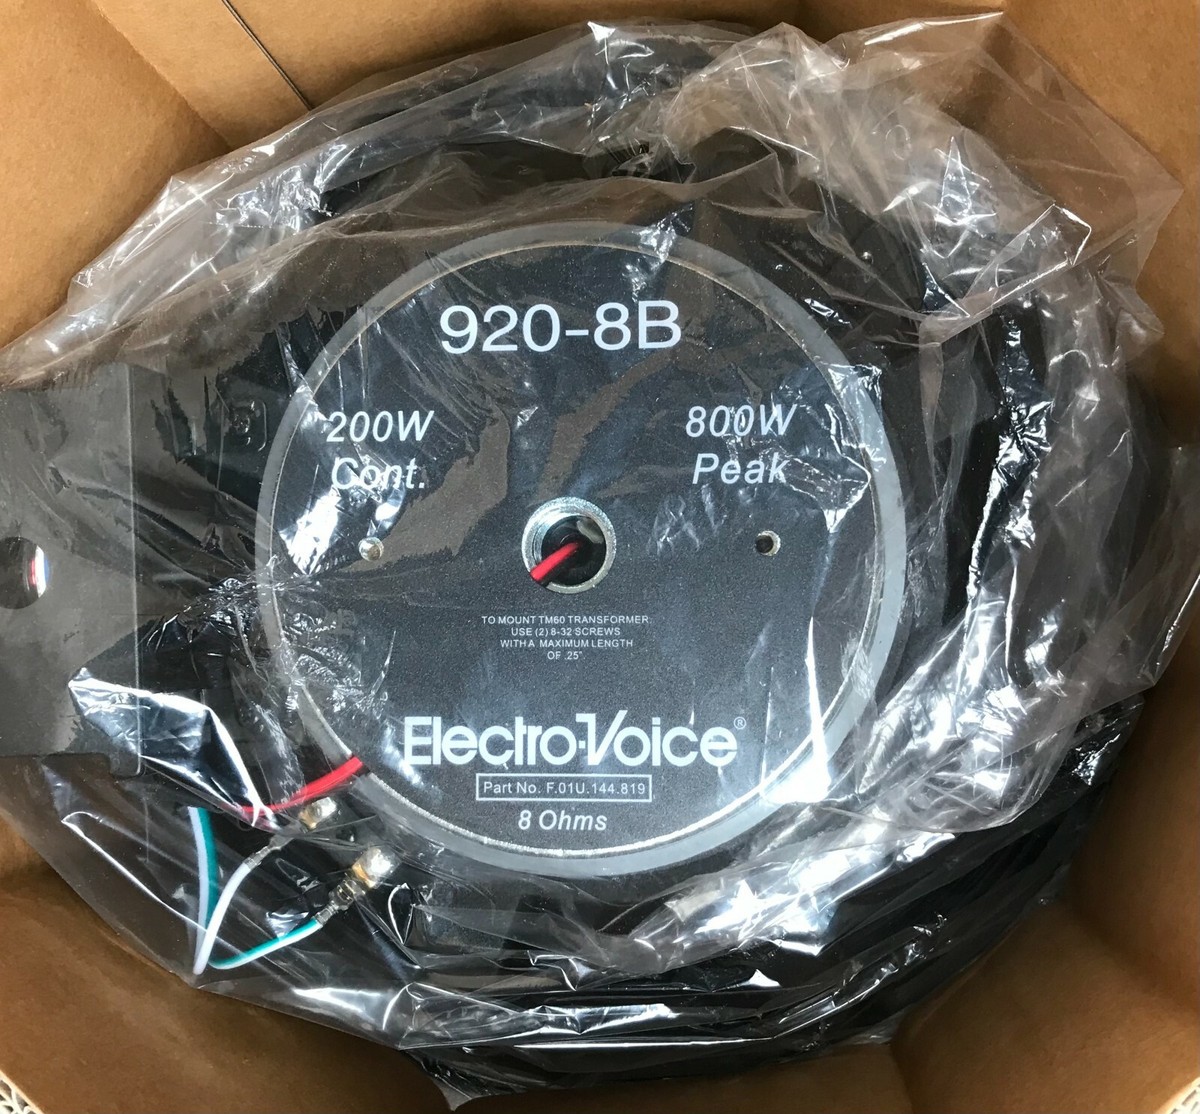 920-8B
200W
Cont.
800W
Peak
TO MOUNT TM60 TRANSFORMER
USE (2) 8-32 SCREWS
WITH A MAXIMUM LENGTH
OF .25"
Electro-Voice®
Part No. F.01U.144.819
8 Ohms